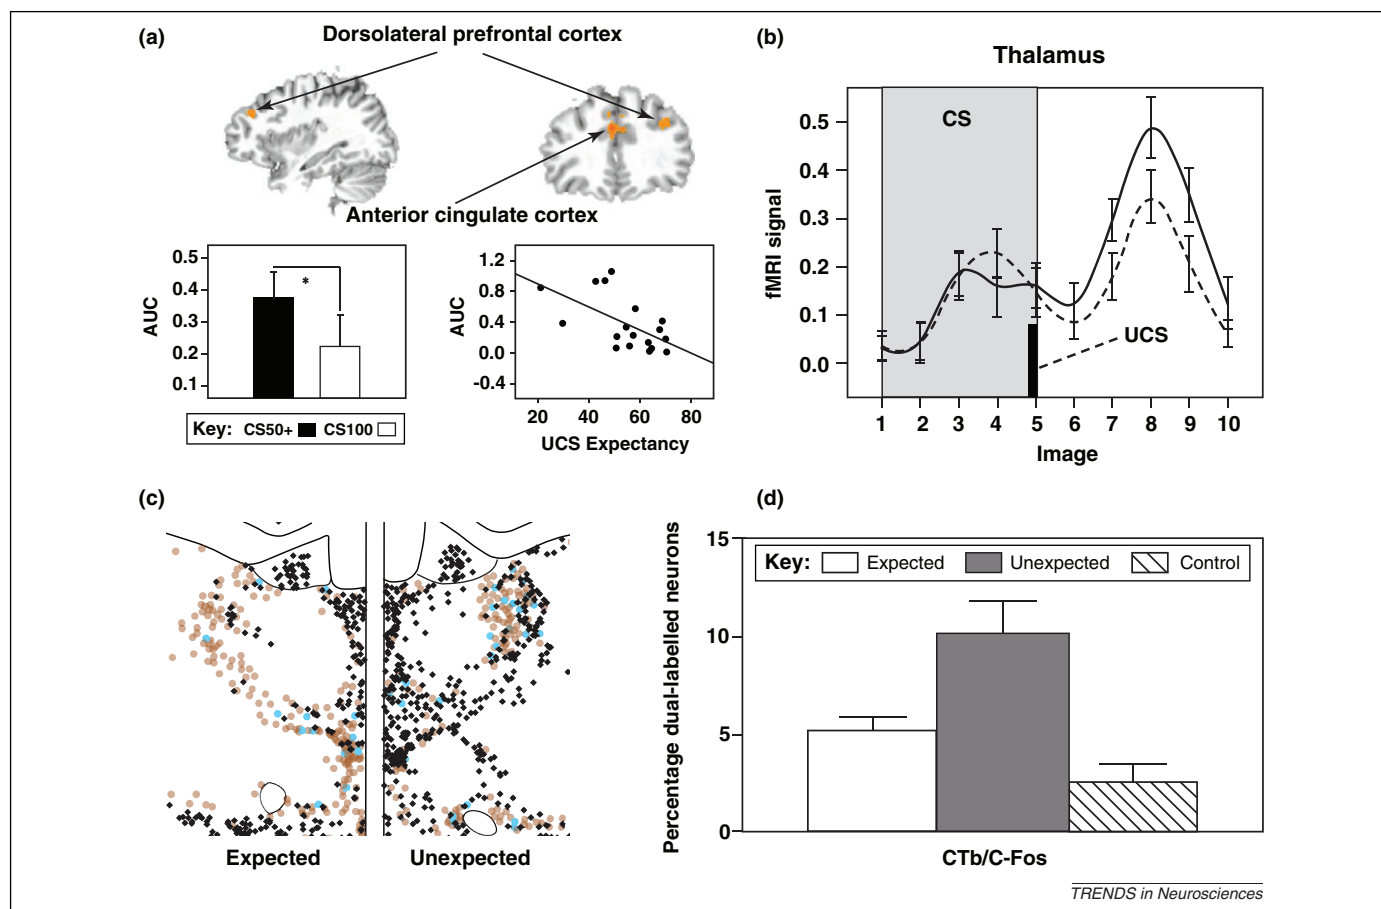 (a)
Dorsolateral prefrontal cortex
Anterior cingulate cortex
AUC
0.5
0.4
0.3
0.2
0.1
*
Key: CS50+ CS100
AUC
1.2
0.8
0.4
0.0
-0.4
20 40 60 80
UCS Expectancy
(b)
Thalamus
fMRI signal
0.5
0.4
0.3
0.2
0.1
0.0
CS
UCS
1 2 3 4 5 6 7 8 9 10
Image
(c)
Expected Unexpected
(d)
Percentage dual-labelled neurons
15
10
5
0
Key: Expected Unexpected Control
CTb/C-Fos
TRENDS in Neurosciences